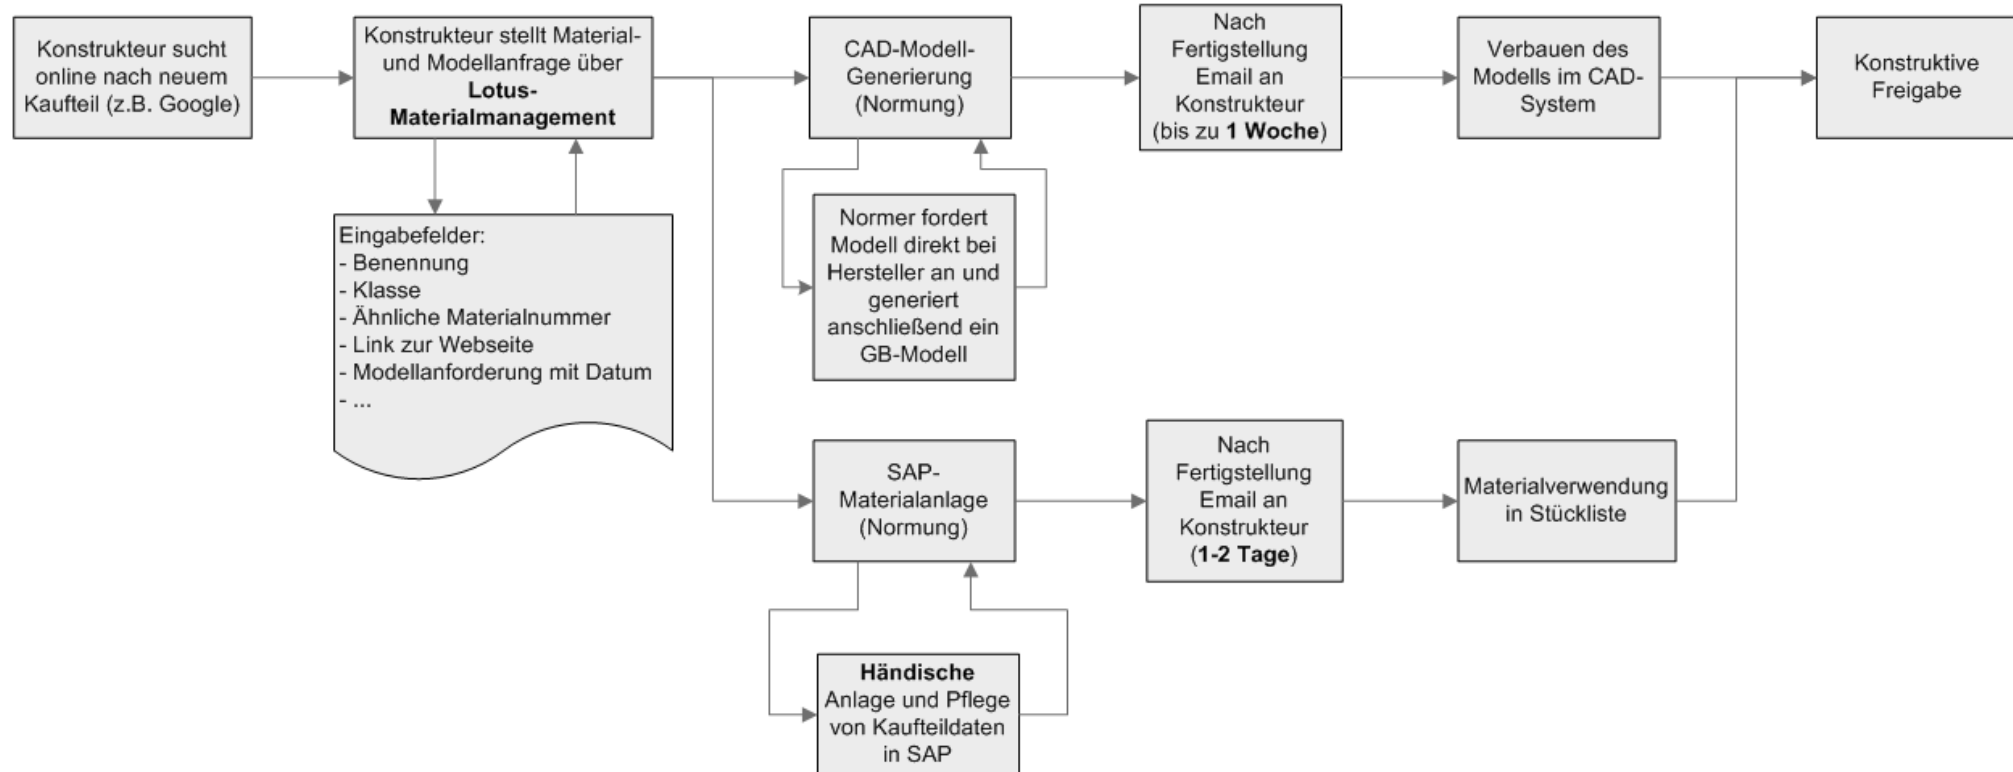 Konstrukteur sucht
online nach neuem
Kaufteil (z.B. Google)
Konstrukteur stellt Material-
und Modellanfrage über
Lotus-
Materialmanagement
Eingabefelder:
- Benennung
- Klasse
- Ähnliche Materialnummer
- Link zur Webseite
- Modellanforderung mit Datum
- ...
CAD-Modell-
Generierung
(Normung)
Normer fordert
Modell direkt bei
Hersteller an und
generiert
anschließend ein
GB-Modell
Nach
Fertigstellung
Email an
Konstrukteur
(bis zu 1 Woche)
Verbauen des
Modells im CAD-
System
Konstruktive
Freigabe
SAP-
Materialanlage
(Normung)
Händische
Anlage und Pflege
von Kaufteildaten
in SAP
Nach
Fertigstellung
Email an
Konstrukteur
(1-2 Tage)
Materialverwendung
in Stückliste